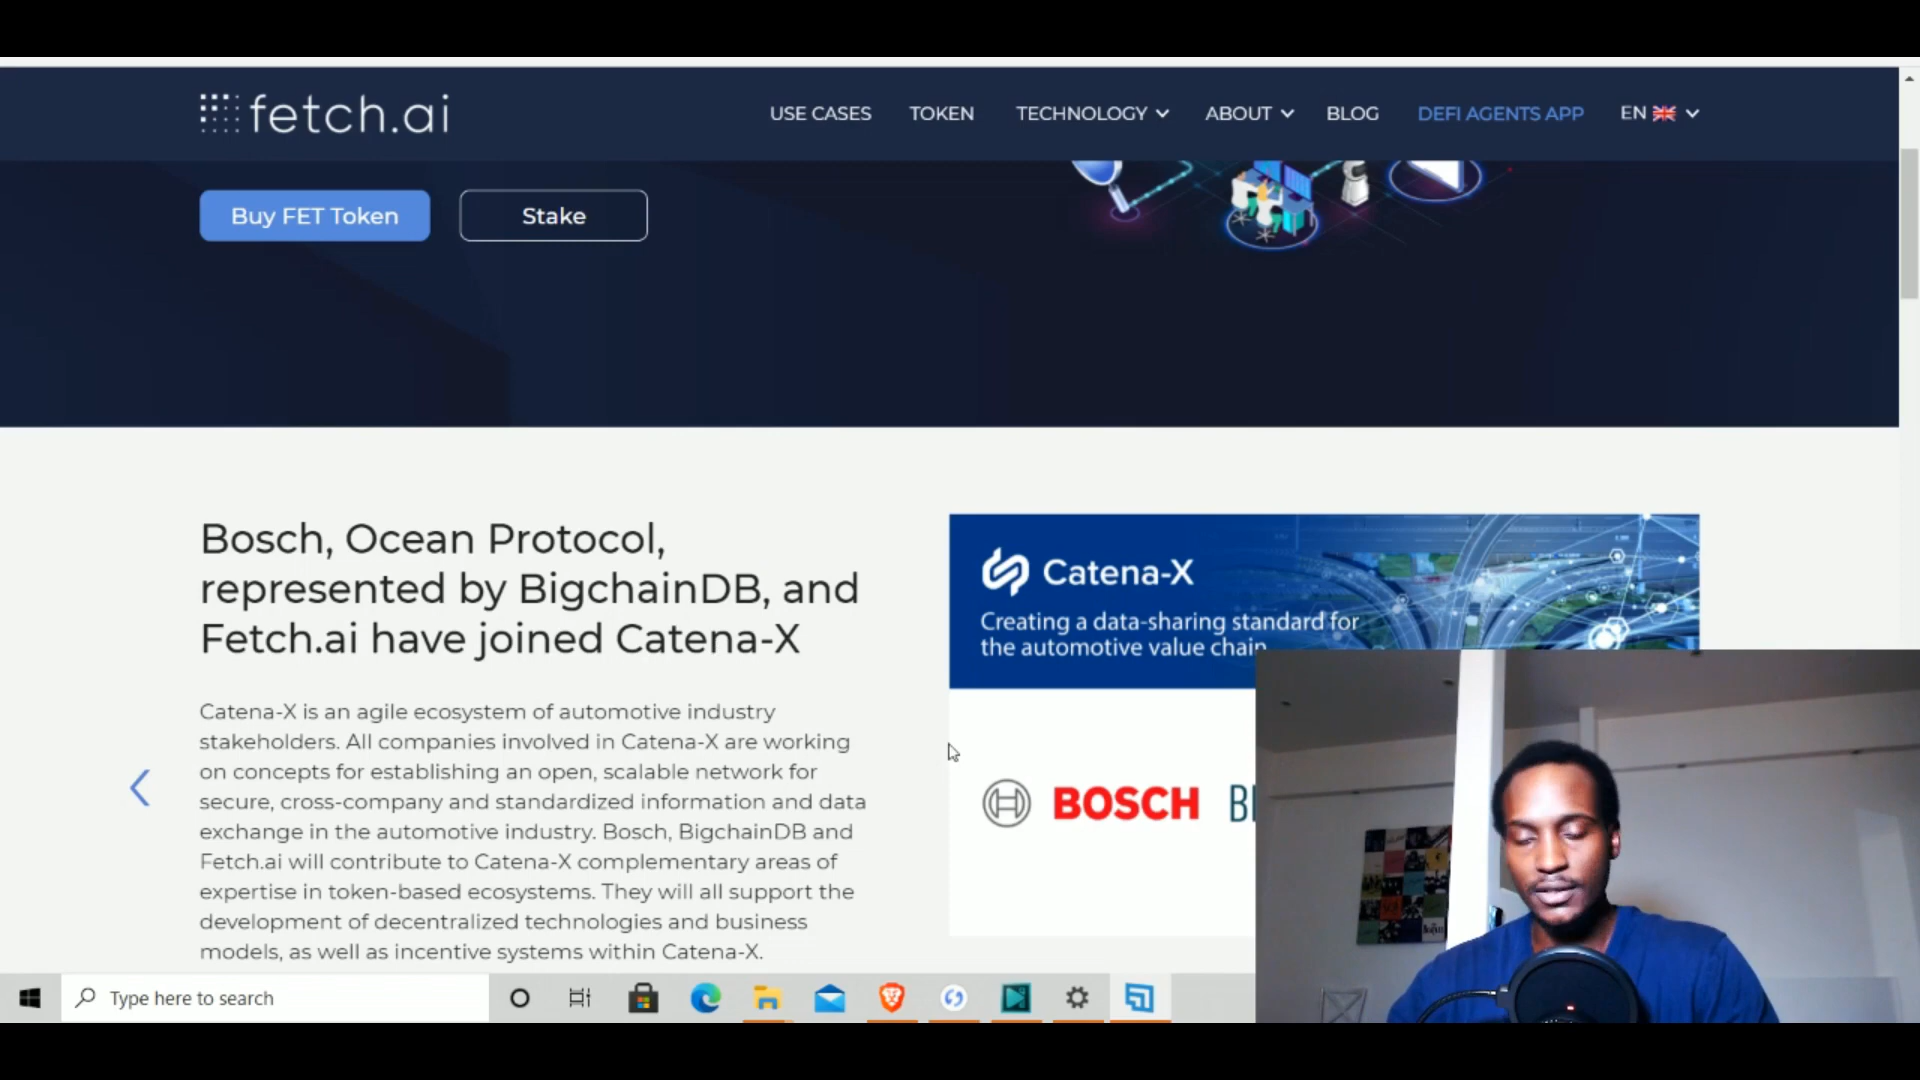 fetch.ai
USE CASES TOKEN TECHNOLOGY ABOUT BLOG DEFI AGENTS APP EN
Buy FET Token Stake
Bosch, Ocean Protocol,
represented by BigchainDB, and
Fetch.ai have joined Catena-X
Catena-X is an agile ecosystem of automotive industry
stakeholders. All companies involved in Catena-X are working
on concepts for establishing an open, scalable network for
secure, cross-company and standardized information and data
exchange in the automotive industry. Bosch, BigchainDB and
Fetch.ai will contribute to Catena-X complementary areas of
expertise in token-based ecosystems. They will all support the
development of decentralized technologies and business
models, as well as incentive systems within Catena-X.
Catena-X
Creating a data-sharing standard for
the automotive value chain
BOSCH
Type here to search